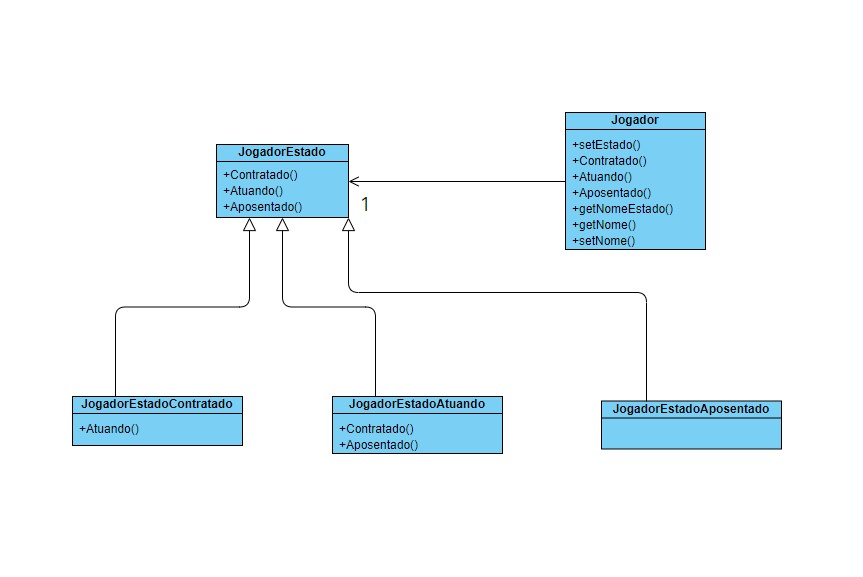 Jogador
+setEstado()
+Contratado()
+Atuando()
+Aposentado()
+getNomeEstado()
+getNome()
+setNome()
JogadorEstado
+Contratado()
+Atuando()
+Aposentado()
1
JogadorEstadoContratado
+Atuando()
JogadorEstadoAtuando
+Contratado()
+Aposentado()
JogadorEstadoAposentado